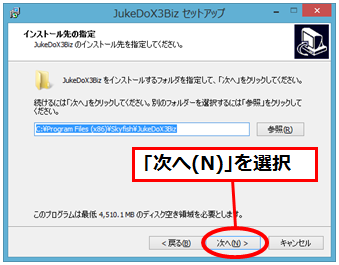 JukeDoX3Biz セットアップ
インストール先の指定
JukeDoX3Biz のインストール先を指定してください。
JukeDoX3Biz をインストールするフォルダを指定して、「次へ」をクリックしてください。
続けるには「次へ」をクリックしてください。別のフォルダーを選択するには「参照」をクリックして
ください。
C:¥Program Files (x86)¥Skyfish¥JukeDoX3Biz
参照(R)
「次へ(N)」を選択
このプログラムは最低 4,510.1 MB のディスク空き領域を必要とします。
< 戻る(B)
次へ(N) >
キャンセル